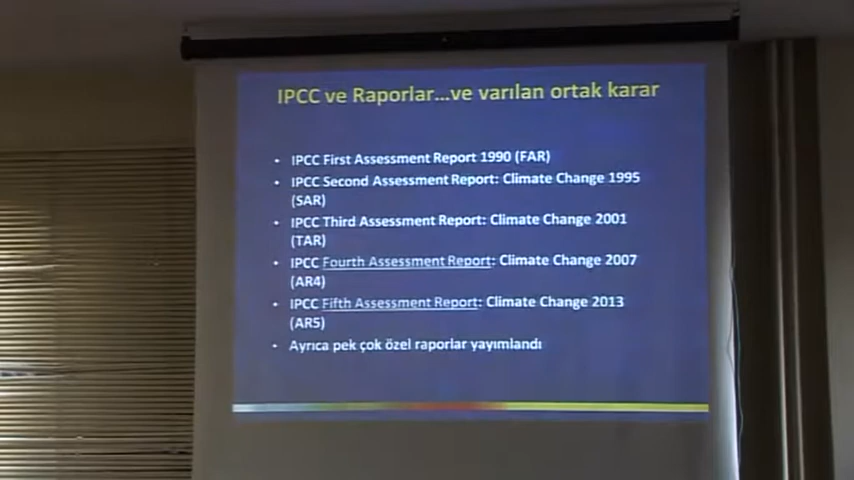 IPCC ve Raporlar...ve varılan ortak karar
• IPCC First Assessment Report 1990 (FAR)
• IPCC Second Assessment Report: Climate Change 1995
(SAR)
• IPCC Third Assessment Report: Climate Change 2001
(TAR)
• IPCC Fourth Assessment Report: Climate Change 2007
(AR4)
• IPCC Fifth Assessment Report: Climate Change 2013
(AR5)
• Ayrıca pek çok özel raporlar yayımlandı